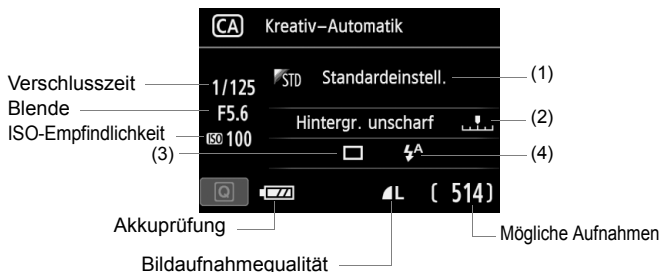 CA Kreativ-Automatik
Verschlusszeit 1/125 STD Standardeinstell. (1)
Blende F5.6
Hintergr. unscharf (2)
ISO-Empfindlichkeit ISO 100
(3) A (4)
Q L ( 514)
Akkuprüfung Mögliche Aufnahmen
Bildaufnahmequalität